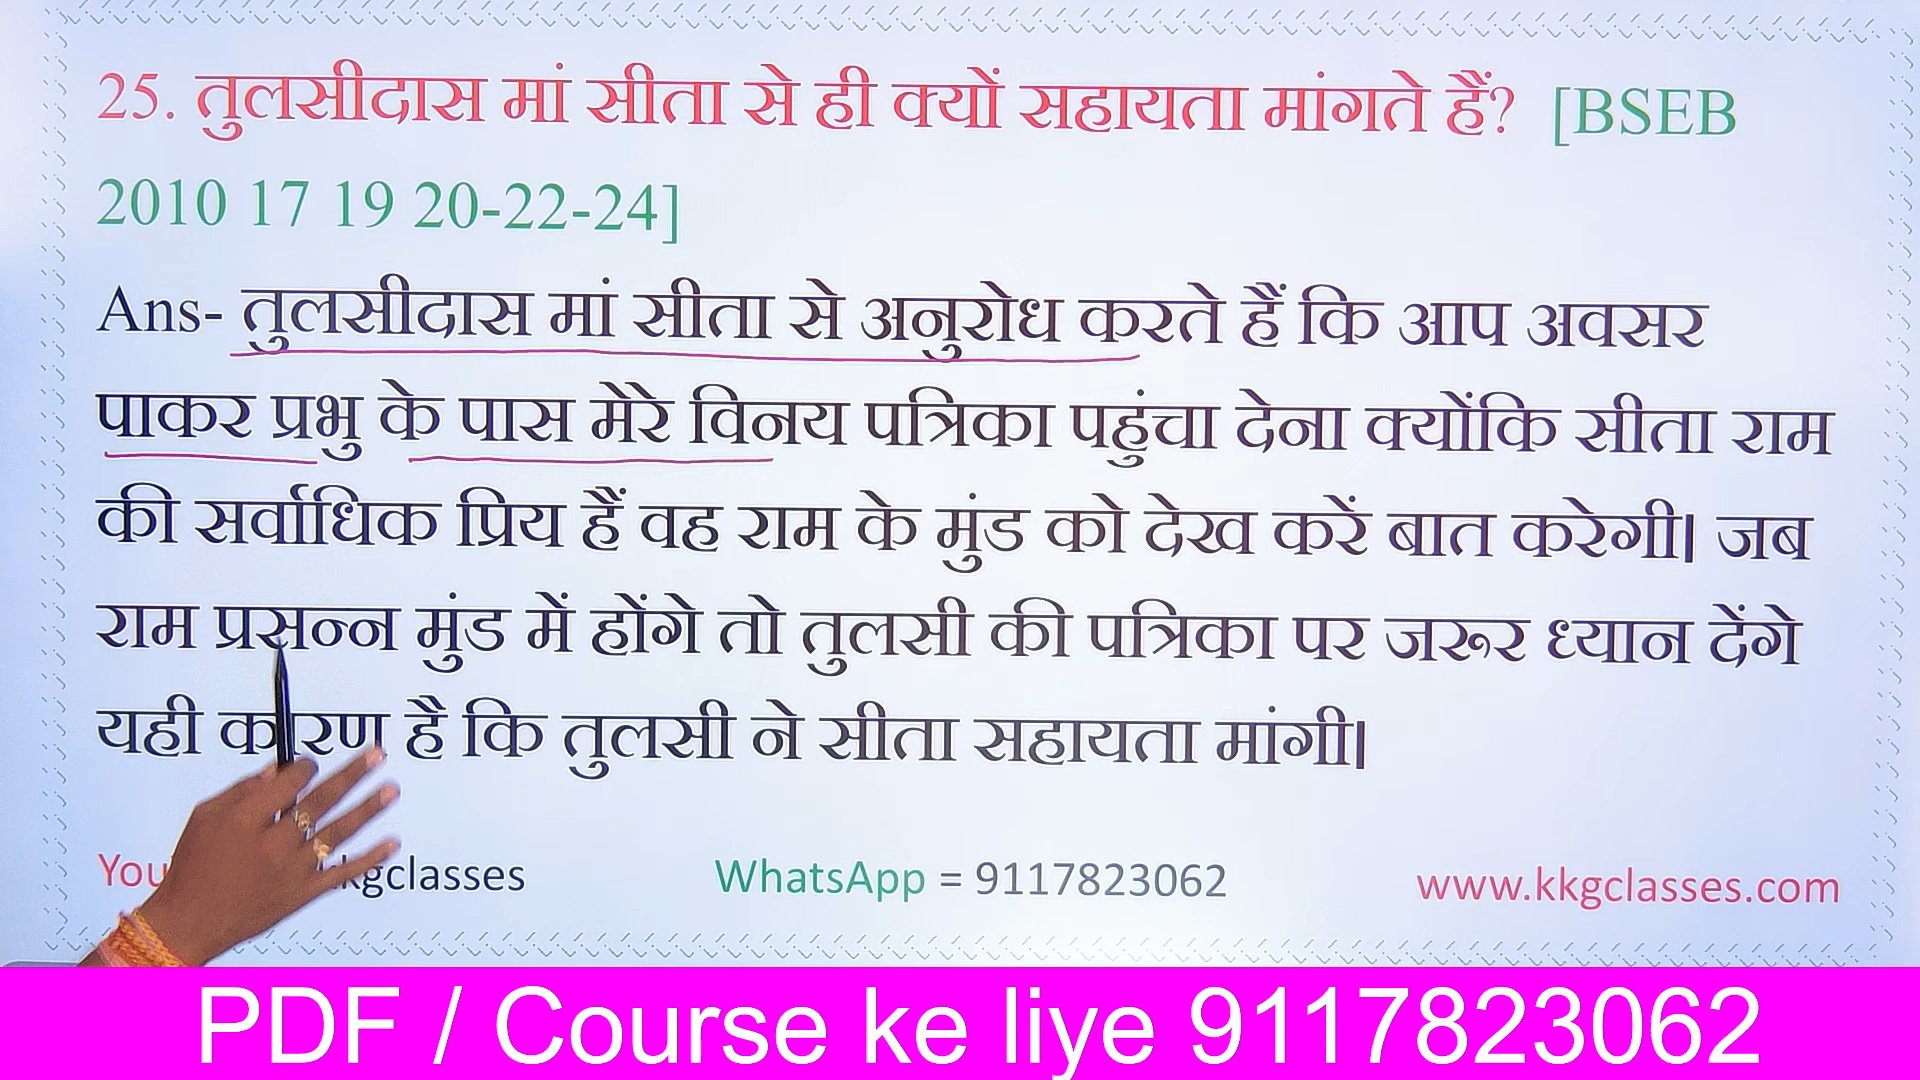 25. तुलसीदास मां सीता से ही क्यों सहायता मांगते हैं? [BSEB
2010 17 19 20-22-24]
Ans- तुलसीदास मां सीता से अनुरोध करते हैं कि आप अवसर
पाकर प्रभु के पास मेरे विनय पत्रिका पहुंचा देना क्योंकि सीता राम
की सर्वाधिक प्रिय हैं वह राम के मुंड को देख करें बात करेगी। जब
राम प्रसन्न मुंड में होंगे तो तुलसी की पत्रिका पर जरूर ध्यान देंगे
यही कारण है कि तुलसी ने सीता सहायता मांगी।
You kkgclasses WhatsApp = 9117823062 www.kkgclasses.com
PDF / Course ke liye 9117823062